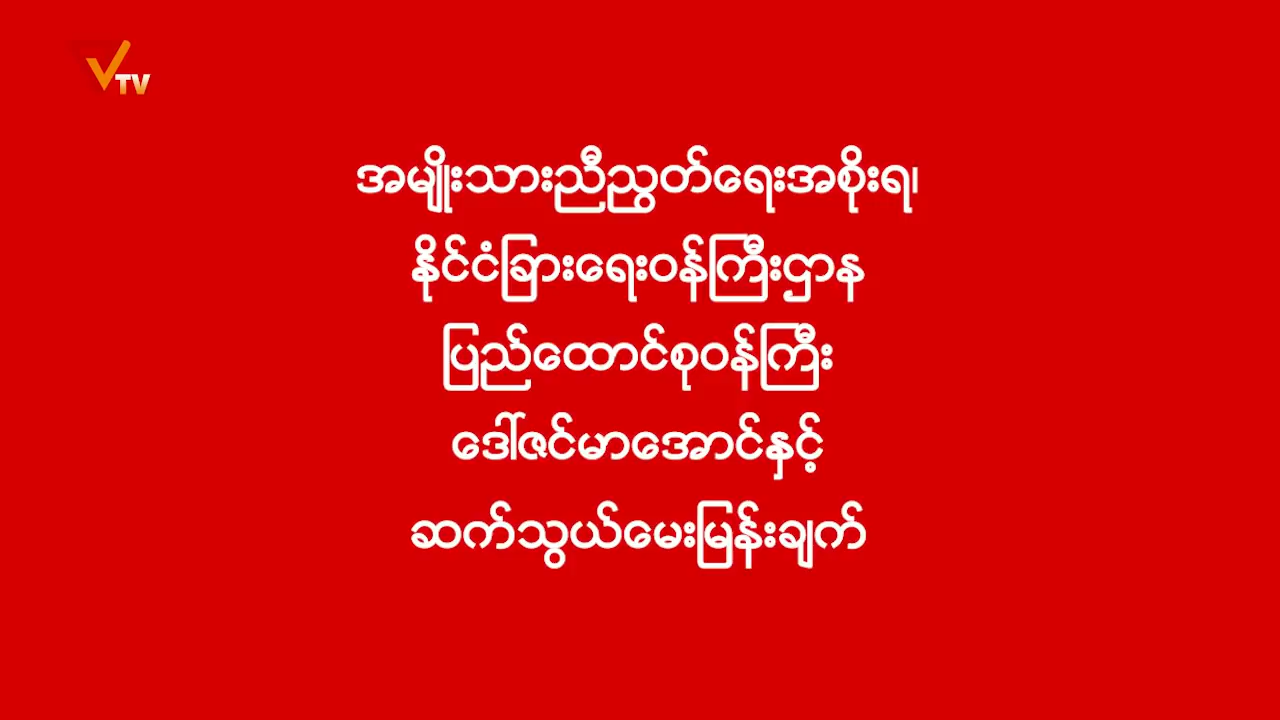 VTV
အမျိုးသားညီညွတ်ရေးအစိုးရ၊
နိုင်ငံခြားရေးဝန်ကြီးဌာန
ပြည်ထောင်စုဝန်ကြီး
ဒေါ်ဇင်မာအောင်နှင့်
ဆက်သွယ်မေးမြန်းချက်